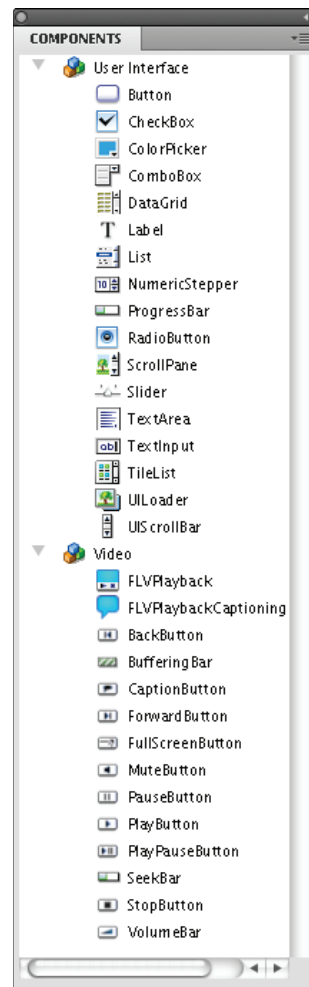 COMPONENTS
User Interface
Button
CheckBox
ColorPicker
ComboBox
DataGrid
Label
List
NumericStepper
ProgressBar
RadioButton
ScrollPane
Slider
TextArea
TextInput
TileList
UILoader
UIScrollBar
Video
FLVPlayback
FLVPlaybackCaptioning
BackButton
BufferingBar
CaptionButton
ForwardButton
FullScreenButton
MuteButton
PauseButton
PlayButton
PlayPauseButton
SeekBar
StopButton
VolumeBar